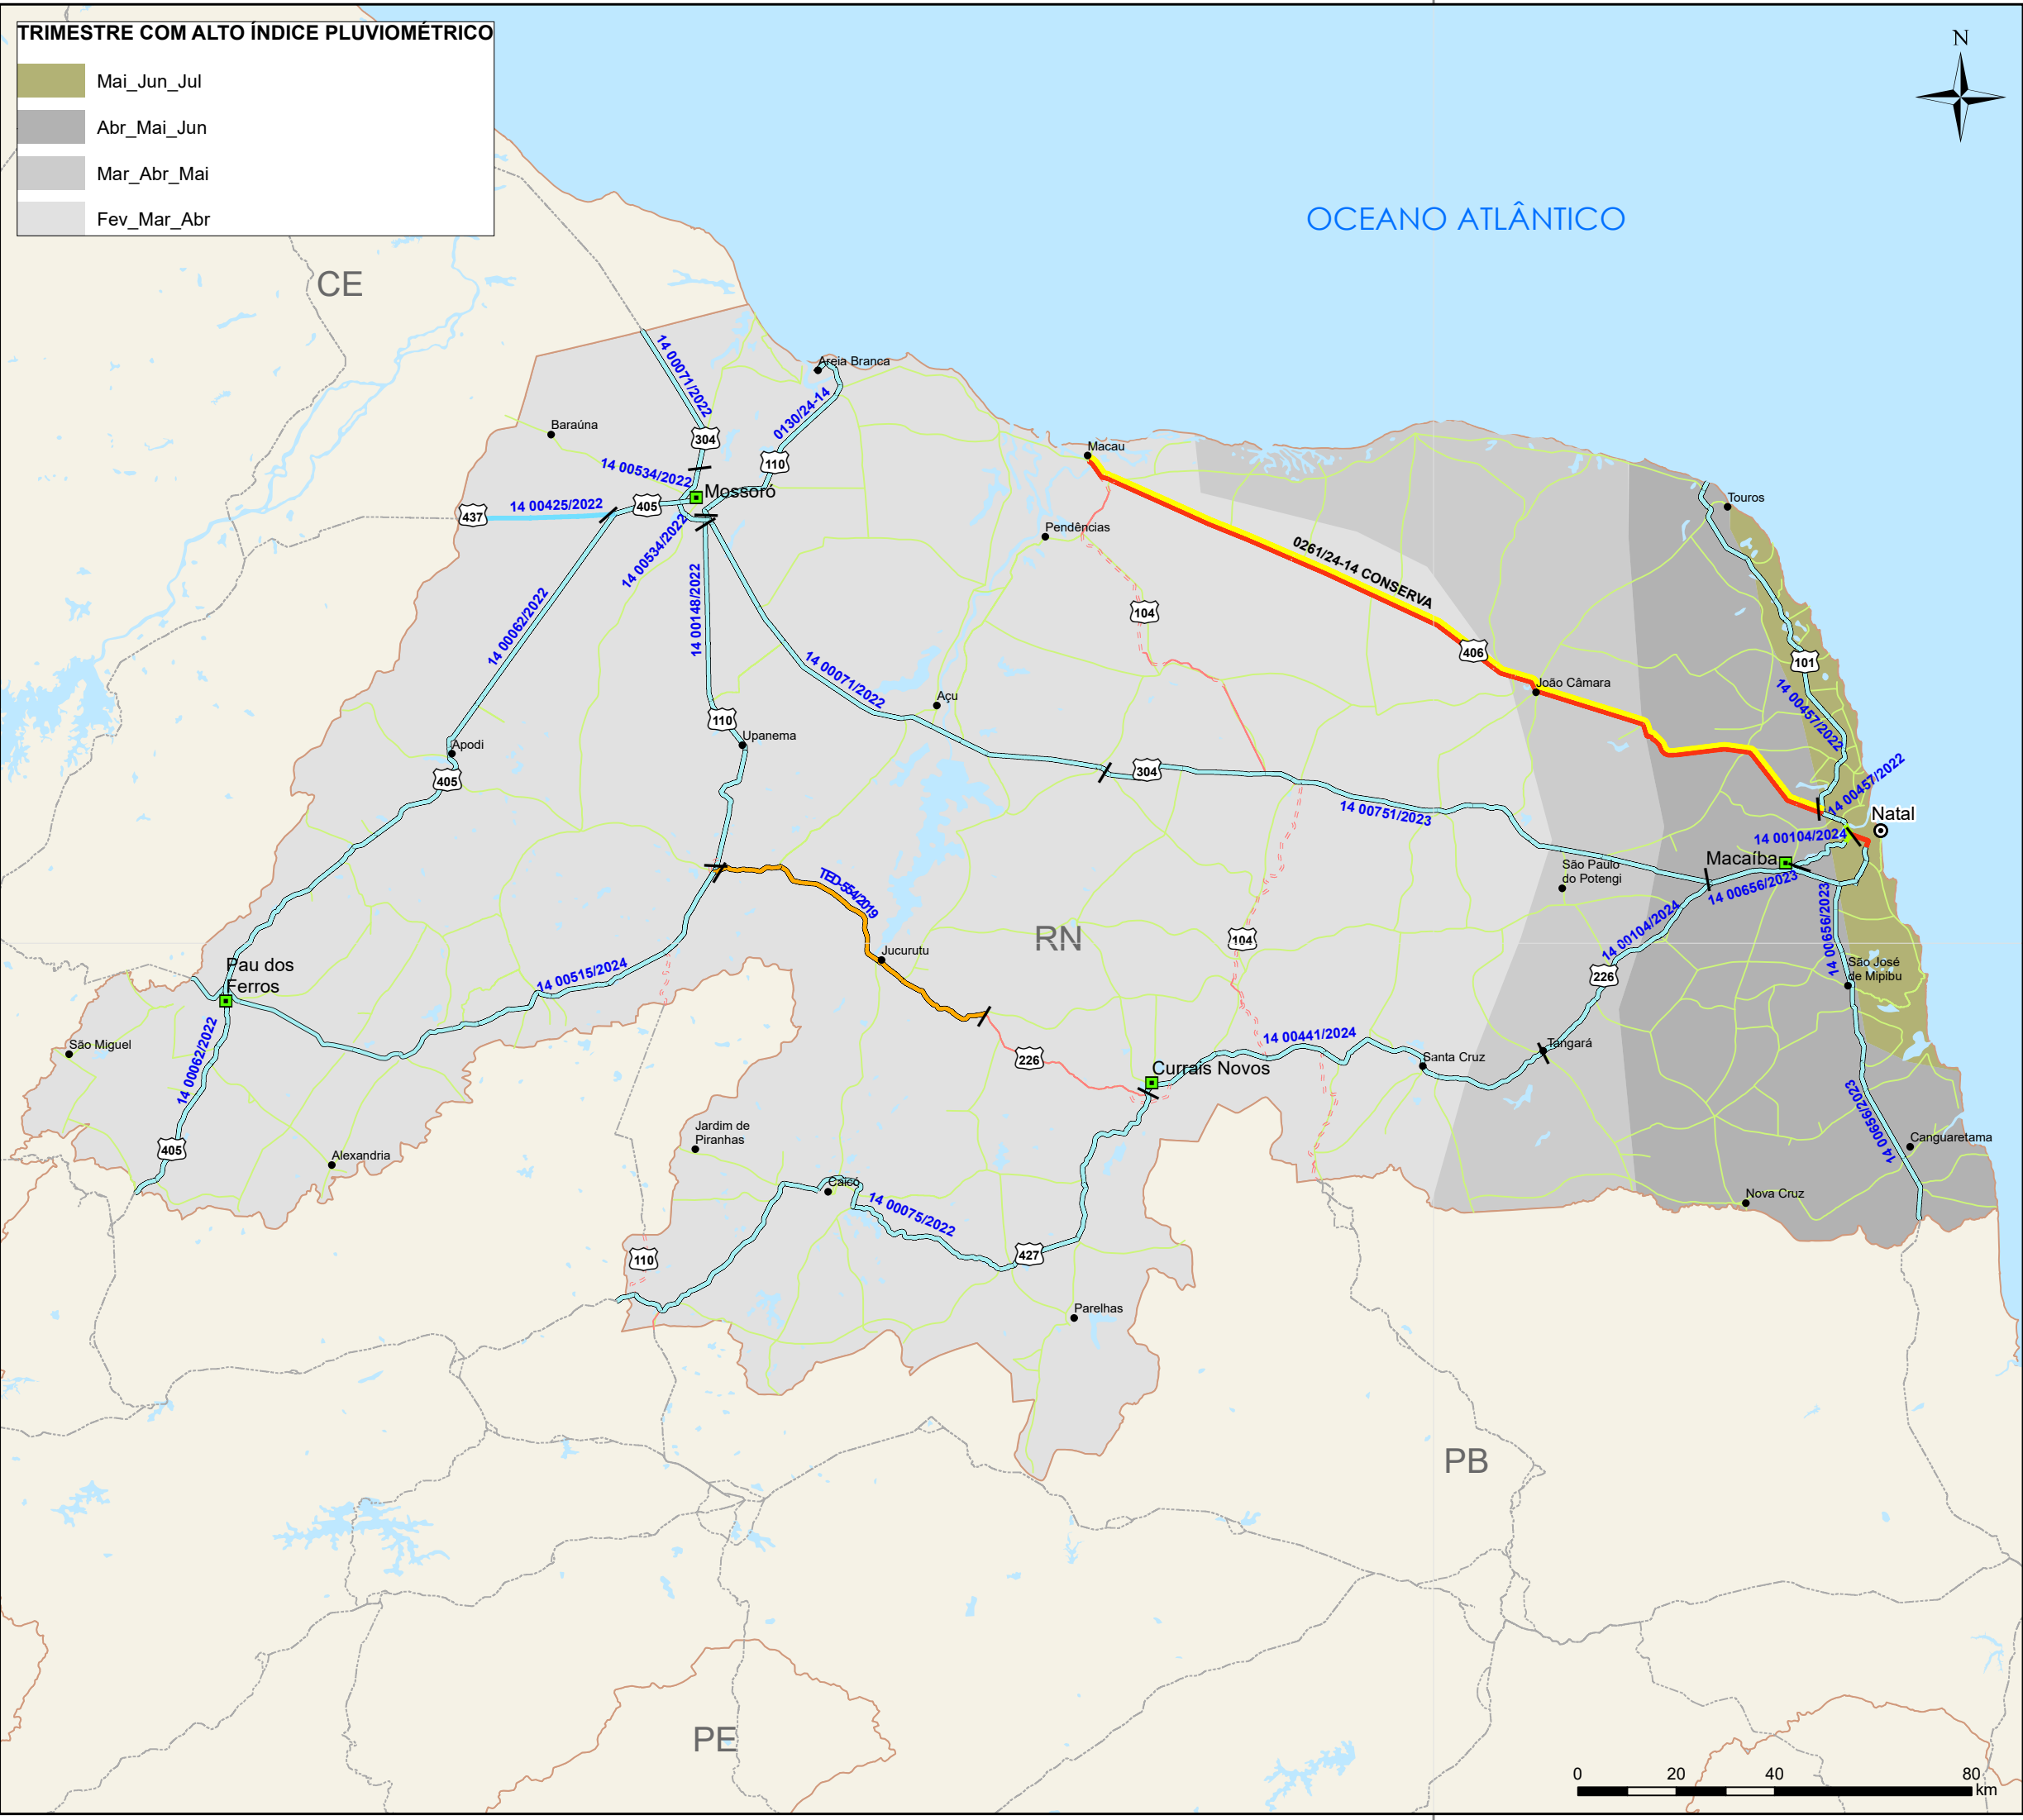 TRIMESTRE COM ALTO ÍNDICE PLUVIOMÉTRICO
Mai_Jun_Jul
Abr_Mai_Jun
Mar_Abr_Mai
Fev_Mar_Abr
N
OCEANO ATLÂNTICO
CE
14 00071/2022
Areia Branca
0130/24-14
Baraúna
304
Macau
110
14 00534/2022
Mossoró
14 00425/2022
405
437
Touros
Pendências
14 00534/2022
0261/24-14 CONSERVA
14 00148/2022
104
14 00062/2022
406
101
14 00071/2022
João Câmara
Açu
14 00457/2022
110
Upanema
Apodi
405
304
14 00457/2022
14 00751/2023
Natal
14 00104/2024
Macaíba
São Paulo
do Potengi
14 00656/2023
TED-554/2019
14 00656/2023
14 00104/2024
RN
104
Jucurutu
Pau dos
Ferros
14 00515/2024
226
São José
de Mipibu
14 00441/2024
São Miguel
14 00062/2022
226
Santa Cruz
Tangará
Currais Novos
14 00656/2023
Jardim de
Piranhas
Canguaretama
405
Alexandria
Caicó
Nova Cruz
14 00075/2022
427
110
Parelhas
PB
PE
0 20 40 80
km